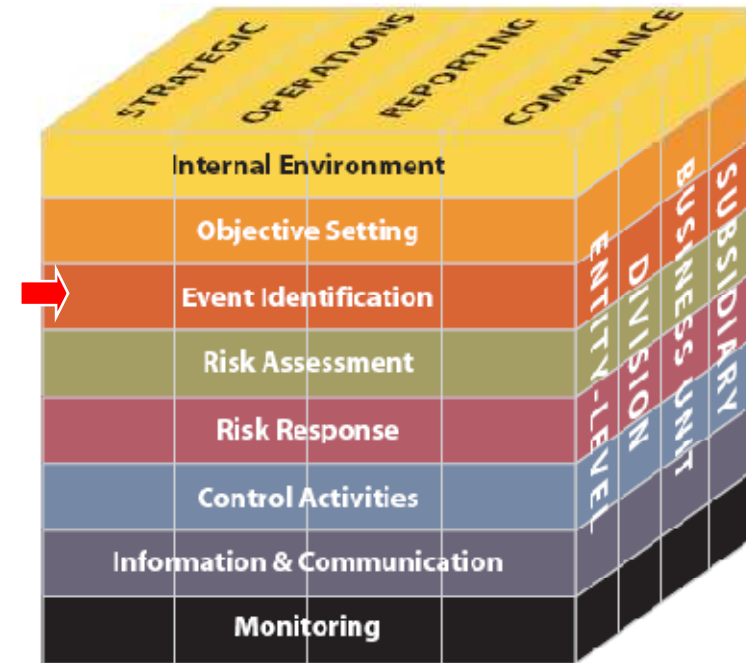 STRATEGIC
OPERATIONS
REPORTING
COMPLIANCE
Internal Environment
Objective Setting
Event Identification
Risk Assessment
Risk Response
Control Activities
Information & Communication
Monitoring
ENTITY-LEVEL
DIVISION
BUSINESS UNIT
SUBSIDIARY